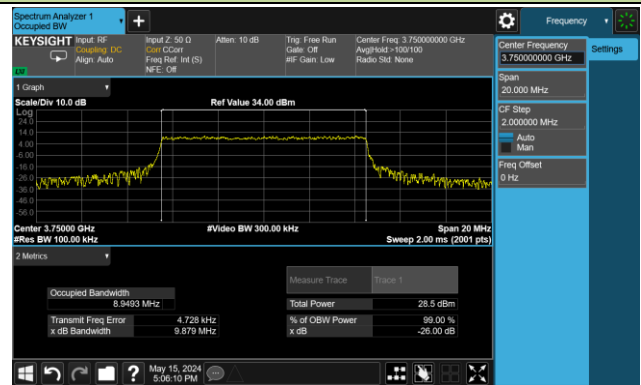 Spectrum Analyzer 1
Occupied BW
Frequency
KEYSIGHT
Input: RF
Coupling: DC
Align: Auto
Input Z: 50 Ω
Corr CCorr
Freq Ref: Int (S)
NFE: Off
Atten: 10 dB
Trig: Free Run
Gate: Off
#IF Gain: Low
Center Freq: 3.750000000 GHz
Avg|Hold:>100/100
Radio Std: None
LW
Center Frequency
3.750000000 GHz
Settings
Span
20.000 MHz
CF Step
2.000000 MHz
Auto
Man
Freq Offset
0 Hz
1 Graph
Scale/Div 10.0 dB
Ref Value 34.00 dBm
Log
24.0
14.0
4.00
-6.00
-16.0
-26.0
-36.0
-46.0
-56.0
Center 3.75000 GHz
#Video BW 300.00 kHz
Span 20 MHz
#Res BW 100.00 kHz
Sweep 2.00 ms (2001 pts)
2 Metrics
Measure Trace
Trace 1
Occupied Bandwidth
8.9493 MHz
Total Power
28.5 dBm
Transmit Freq Error
4.728 kHz
% of OBW Power
99.00 %
x dB Bandwidth
9.879 MHz
x dB
-26.00 dB
May 15, 2024
5:06:10 PM